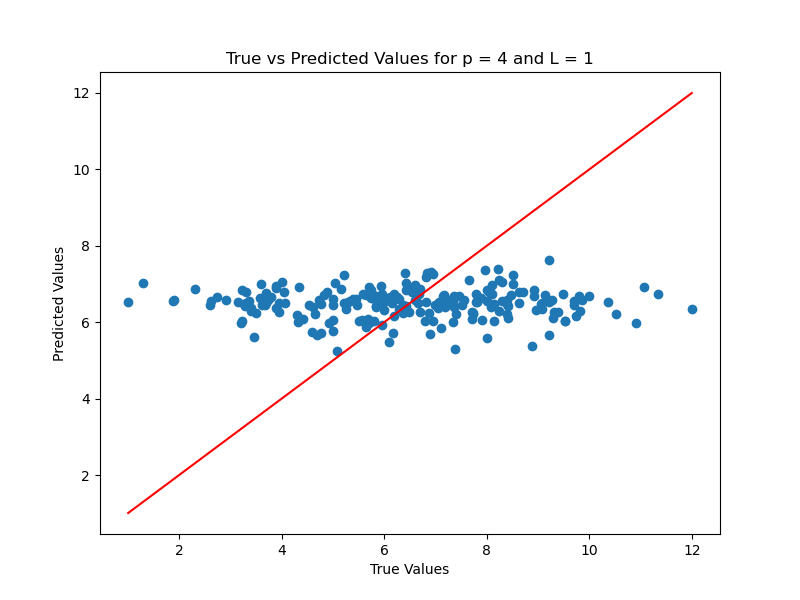 True vs Predicted Values for p = 4 and L = 1
Predicted Values
12
10
8
6
4
2
2 4 6 8 10 12
True Values